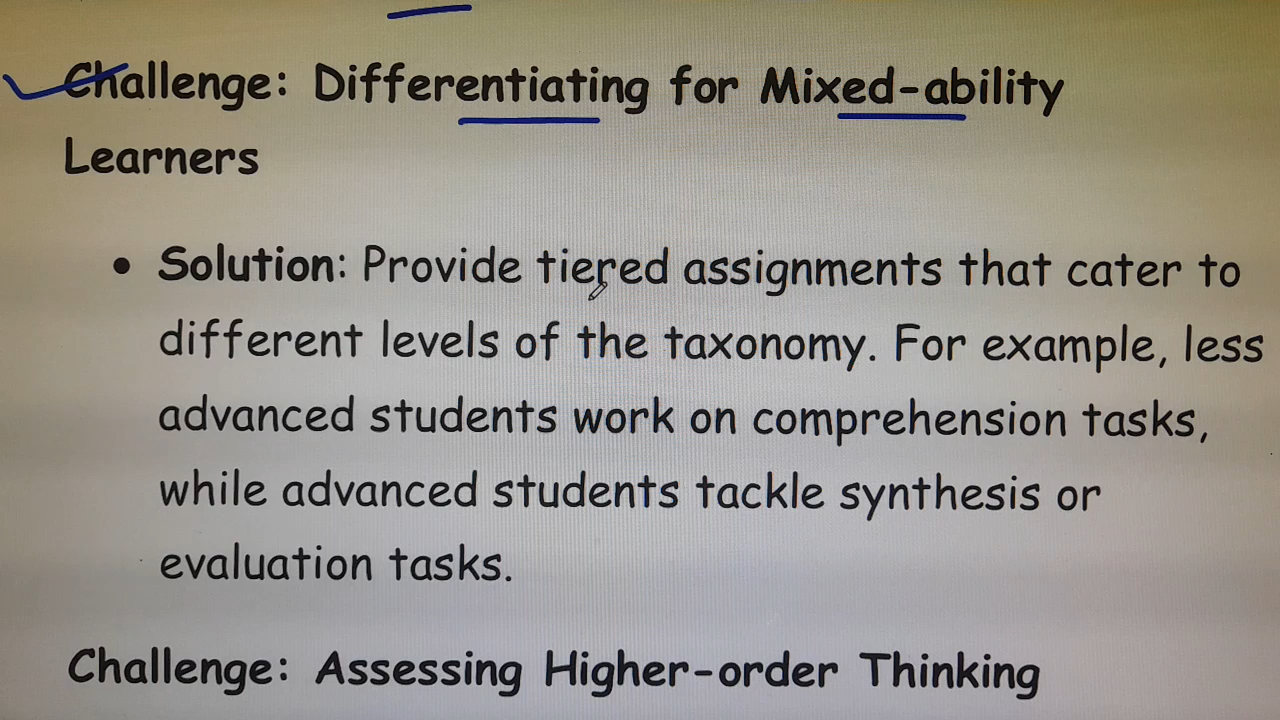 Challenge: Differentiating for Mixed-ability
Learners
• Solution: Provide tiered assignments that cater to
different levels of the taxonomy. For example, less
advanced students work on comprehension tasks,
while advanced students tackle synthesis or
evaluation tasks.
Challenge: Assessing Higher-order Thinking